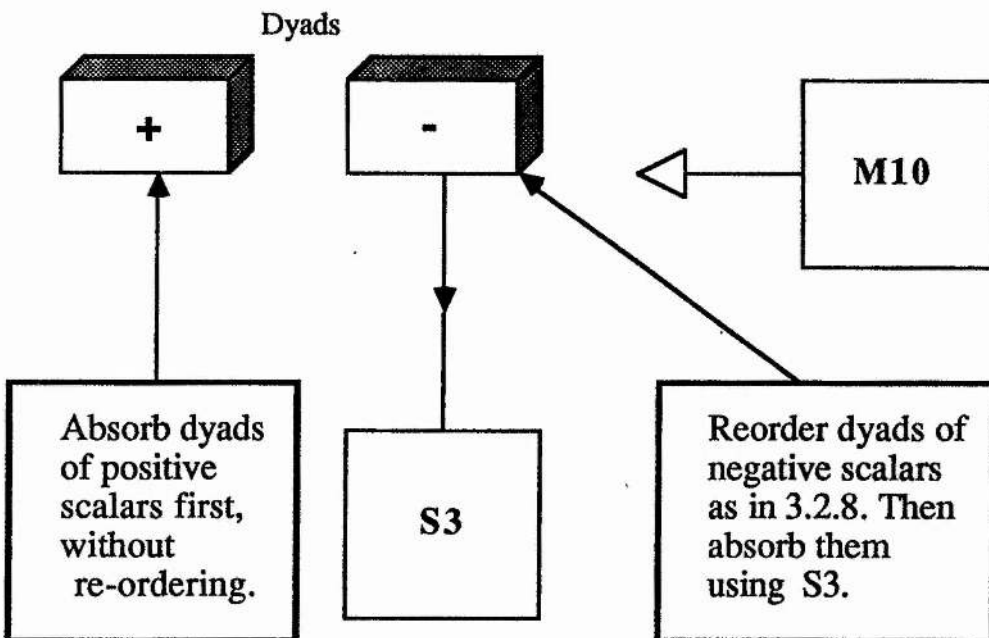 Dyads
+
-
M10
Absorb dyads
of positive
scalars first,
without
re-ordering.
S3
Reorder dyads of
negative scalars
as in 3.2.8. Then
absorb them
using S3.